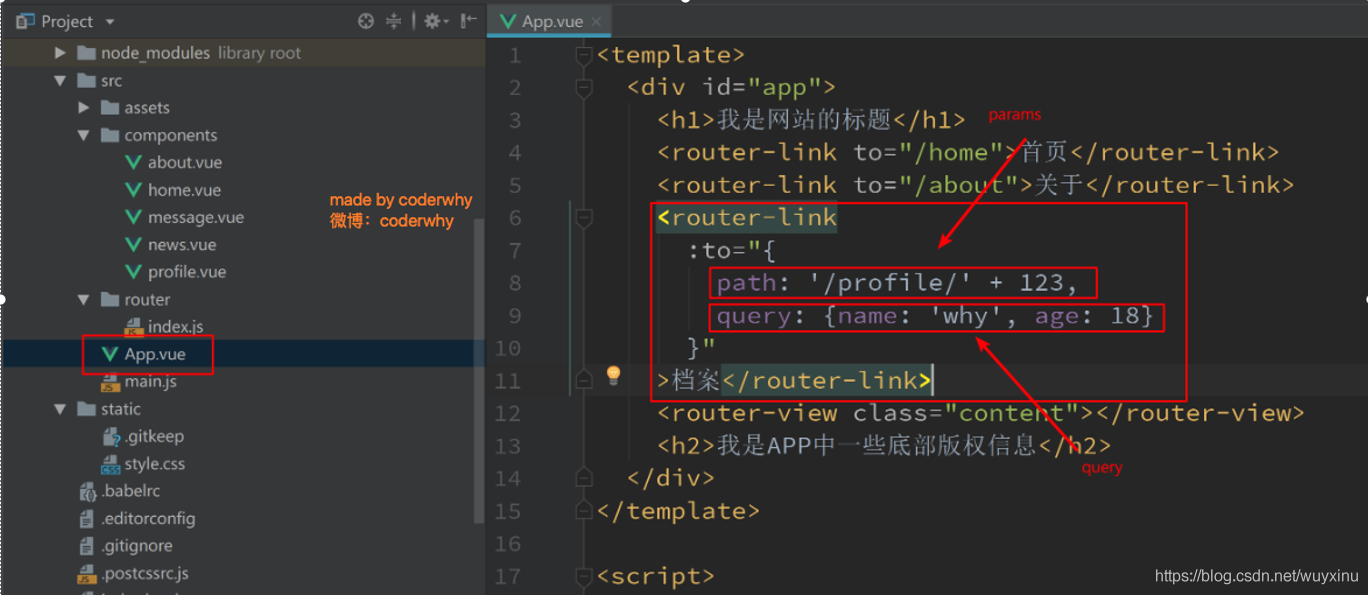 Project
node_modules library root
src
assets
components
about.vue
home.vue
message.vue
news.vue
profile.vue
router
index.js
App.vue
main.js
static
.gitkeep
style.css
.babelrc
.editorconfig
.gitignore
.postcssrc.js
made by coderwhy
微博：coderwhy
App.vue
1 <template>
2 <div id="app">
3 <h1>我是网站的标题</h1>
params
4 <router-link to="/home">首页</router-link>
5 <router-link to="/about">关于</router-link>
6 <router-link
7 :to="{
8 path: '/profile/' + 123,
9 query: {name: 'why', age: 18}
10 }"
11 >档案</router-link>
12 <router-view class="content"></router-view>
13 <h2>我是APP中一些底部版权信息</h2>
query
14 </div>
15 </template>
16
17 <script>
https://blog.csdn.net/wuyxinu